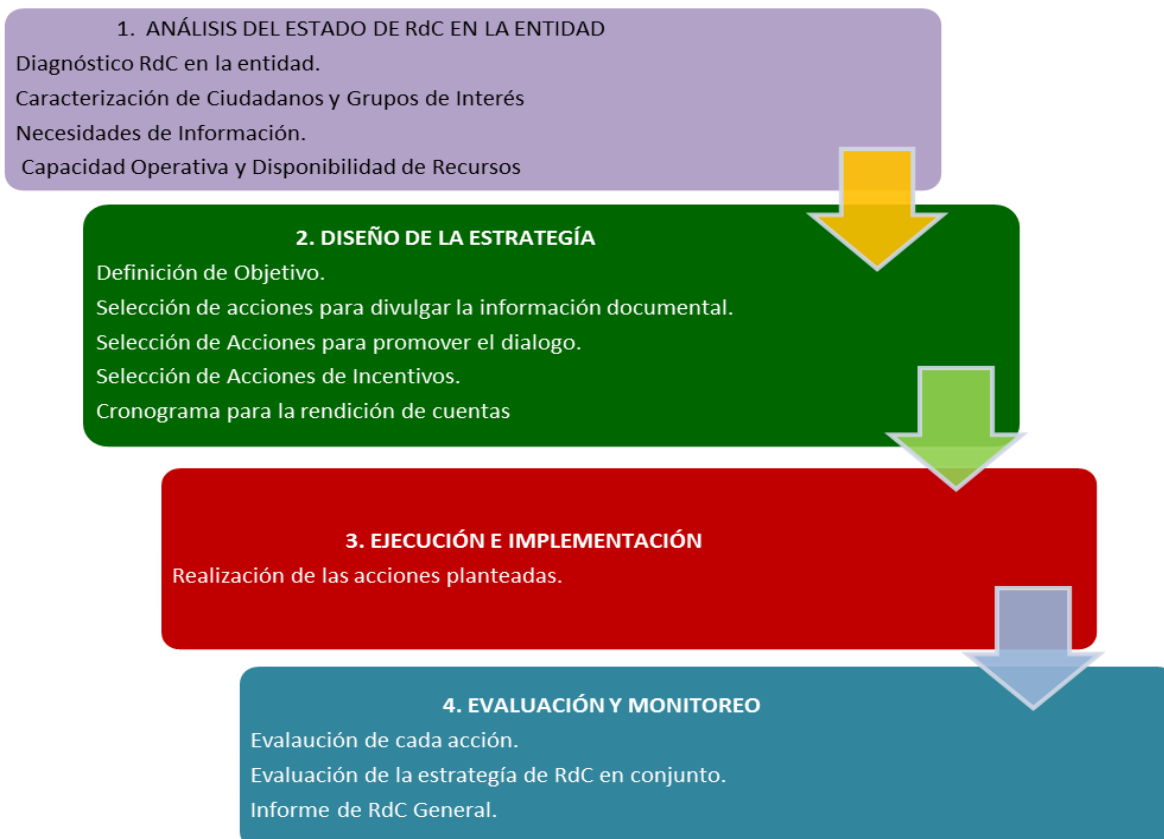 1. ANÁLISIS DEL ESTADO DE RdC EN LA ENTIDAD
Diagnóstico RdC en la entidad.
Caracterización de Ciudadanos y Grupos de Interés
Necesidades de Información.
Capacidad Operativa y Disponibilidad de Recursos
2. DISEÑO DE LA ESTRATEGÍA
Definición de Objetivo.
Selección de acciones para divulgar la información documental.
Selección de Acciones para promover el dialogo.
Selección de Acciones de Incentivos.
Cronograma para la rendición de cuentas
3. EJECUCIÓN E IMPLEMENTACIÓN
Realización de las acciones planteadas.
4. EVALUACIÓN Y MONITOREO
Evalaución de cada acción.
Evaluación de la estrategía de RdC en conjunto.
Informe de RdC General.